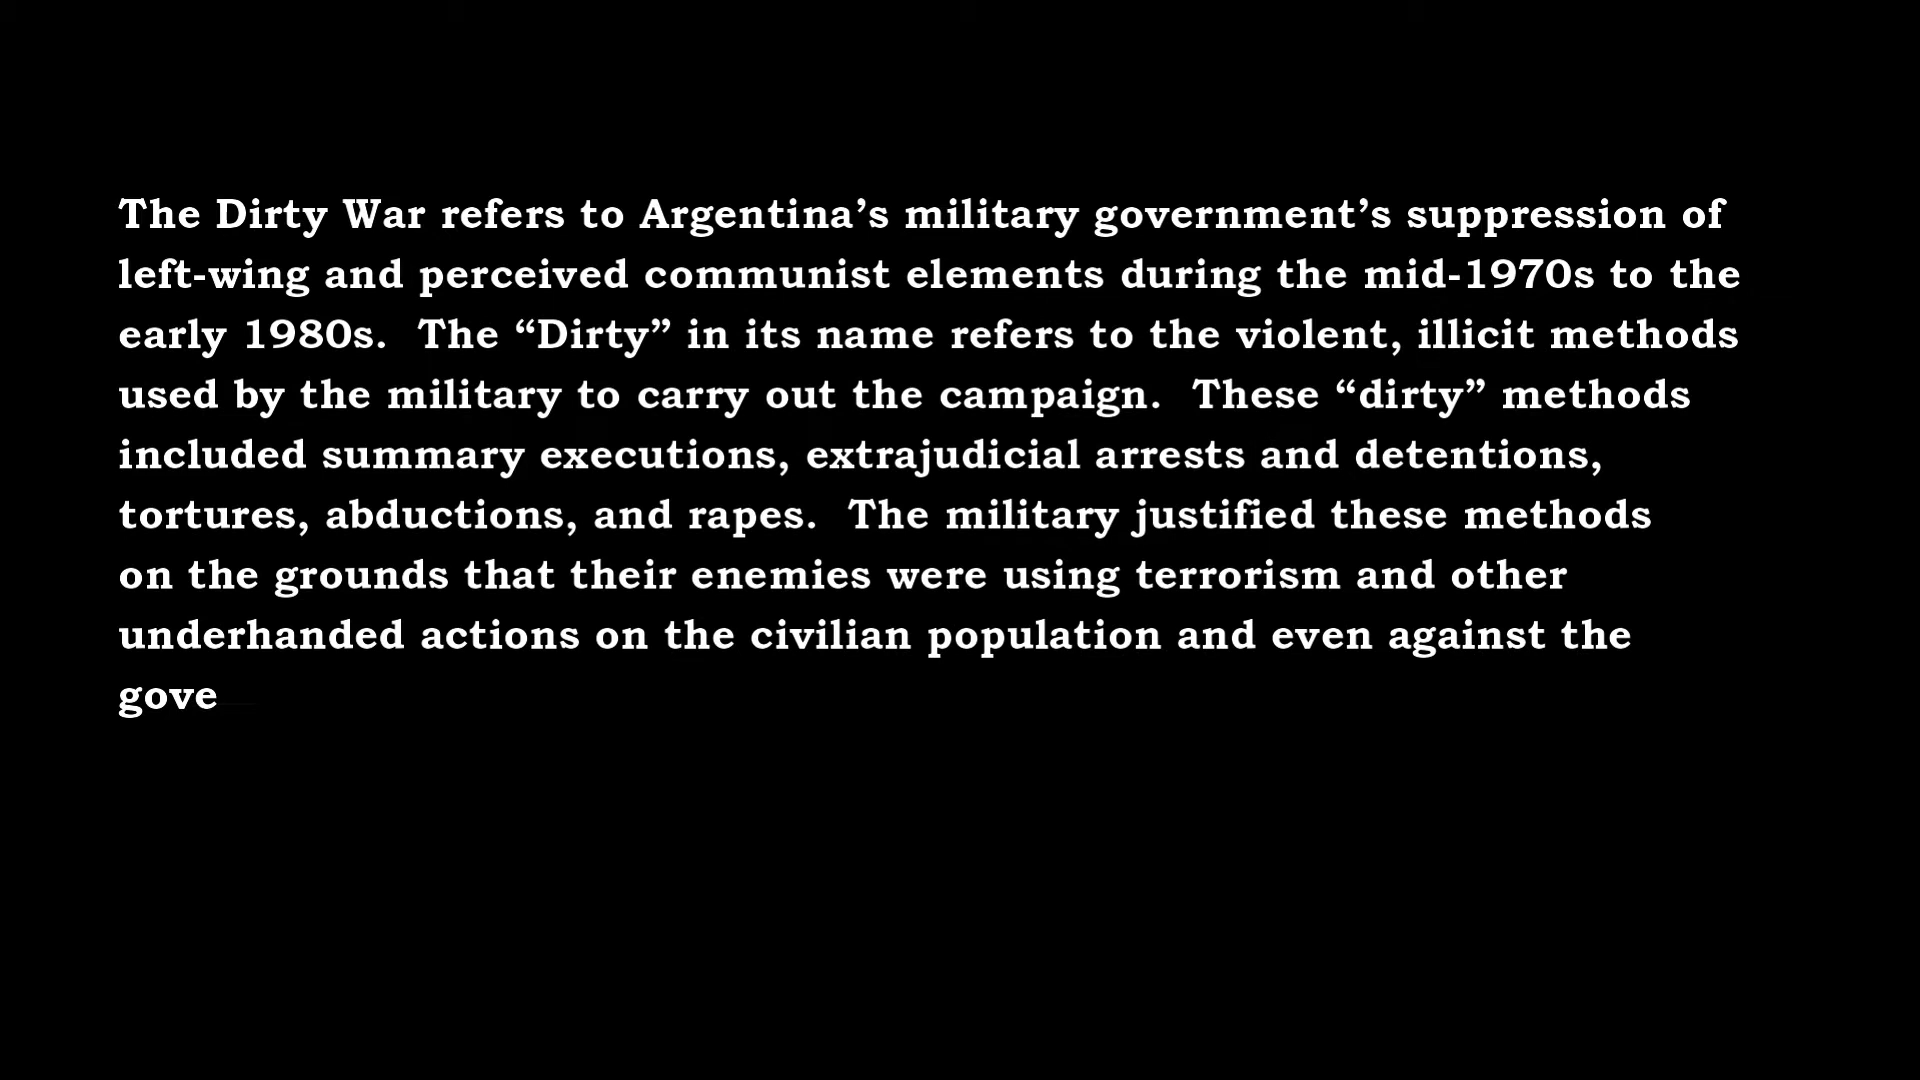 The Dirty War refers to Argentina’s military government’s suppression of
left-wing and perceived communist elements during the mid-1970s to the
early 1980s.  The “Dirty” in its name refers to the violent, illicit methods
used by the military to carry out the campaign.  These “dirty” methods
included summary executions, extrajudicial arrests and detentions,
tortures, abductions, and rapes.  The military justified these methods
on the grounds that their enemies were using terrorism and other
underhanded actions on the civilian population and even against the
gove